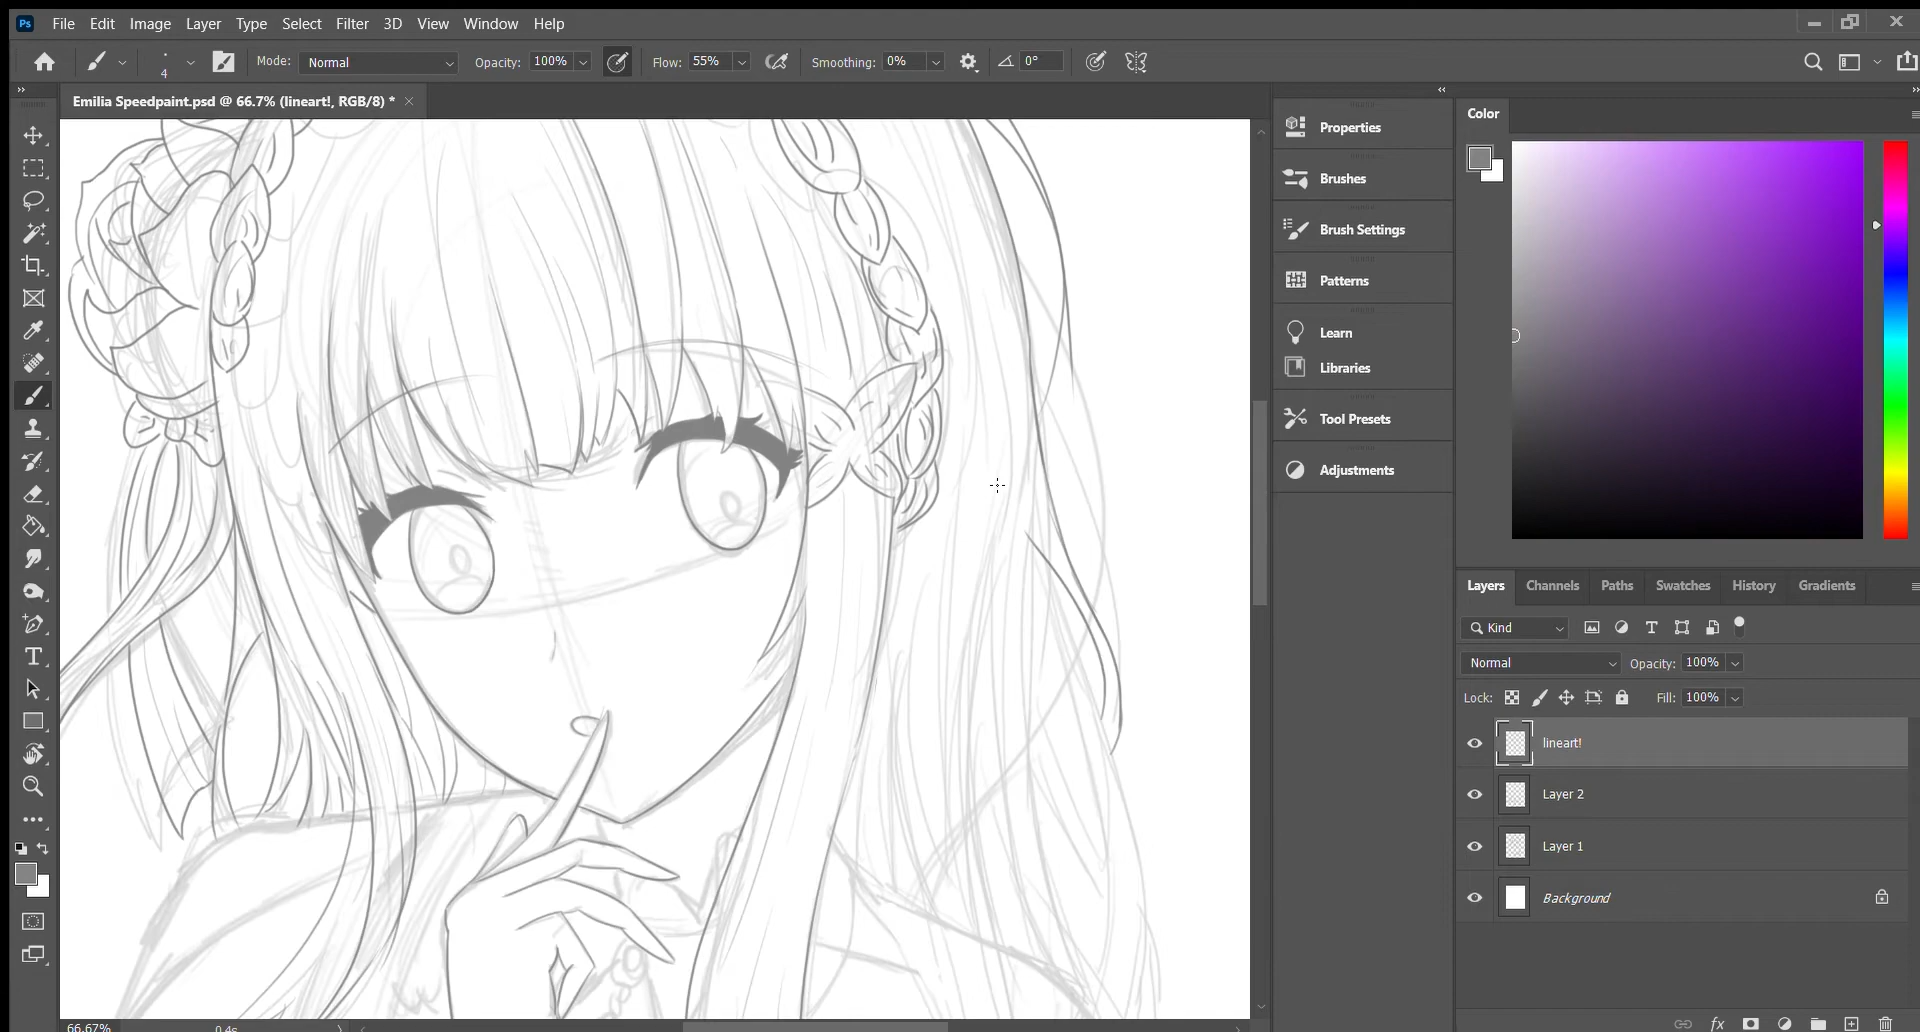 Ps File Edit Image Layer Type Select Filter 3D View Window Help
4 Mode: Normal Opacity: 100% Flow: 55% Smoothing: 0% 0°
Emilia Speedpaint.psd @ 66.7% (lineart!, RGB/8) *
Properties
Brushes
Brush Settings
Patterns
Learn
Libraries
Tool Presets
Adjustments
Color
Layers Channels Paths Swatches History Gradients
Kind
Normal Opacity: 100%
Lock: Fill: 100%
lineart!
Layer 2
Layer 1
Background
fx
66.67% 0.4s